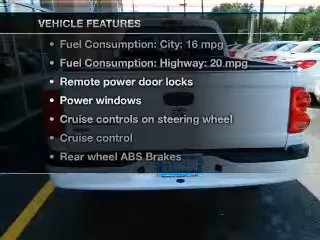 VEHICLE FEATURES
• Fuel Consumption: City: 16 mpg
• Fuel Consumption: Highway: 20 mpg
• Remote power door locks
• Power windows
• Cruise controls on steering wheel
• Cruise control
• Rear wheel ABS Brakes